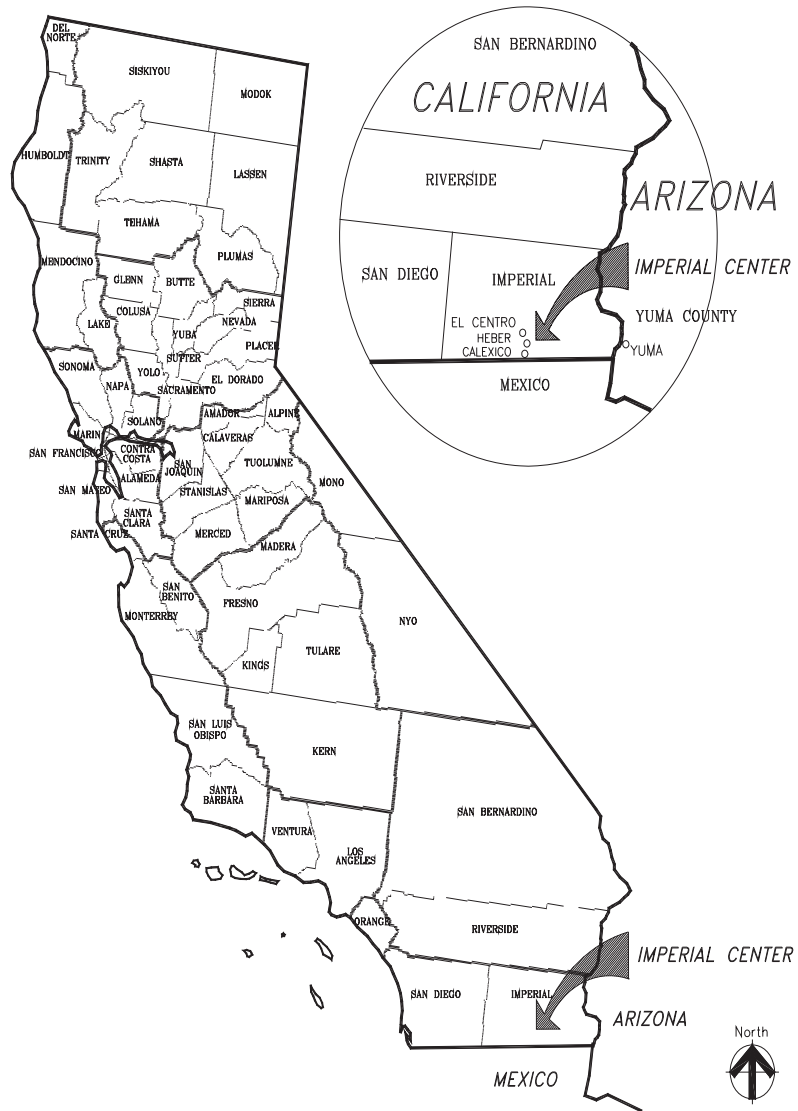 DEL
NORTE
SISKIYOU
MODOK
HUMBOLDT
TRINITY
SHASTA
LASSEN
TEHAMA
PLUMAS
MENDOCINO
GLENN
BUTTE
SIERRA
COLUSA
NEVADA
LAKE
YUBA
PLACER
SUPTER
SONOMA
YOLO
EL DORADO
NAPA
SACRAMENTO
SOLANO
AMADOR
ALPINE
MARIN
CALAVERAS
SAN FRANCISCO
CONTRA
COSTA
SAN
JOAQUIN
TUOLUMNE
ALAMEDA
MONO
SAN MATEO
STANISLAS
MARIPOSA
SANTA
CLARA
SANTA CRUZ
MERCED
MADERA
SAN
BENITO
FRESNO
MONTERREY
NYO
KINGS
TULARE
SAN LUIS
OBISPO
KERN
SANTA
BARBARA
SAN BERNARDINO
VENTURA
LOS
ANGELES
ORANGE
RIVERSIDE
IMPERIAL CENTER
SAN DIEGO
IMPERIAL
ARIZONA
MEXICO
North
SAN BERNARDINO
CALIFORNIA
RIVERSIDE
ARIZONA
SAN DIEGO
IMPERIAL
IMPERIAL CENTER
EL CENTRO
HEBER
CALEXICO
YUMA COUNTY
YUMA
MEXICO